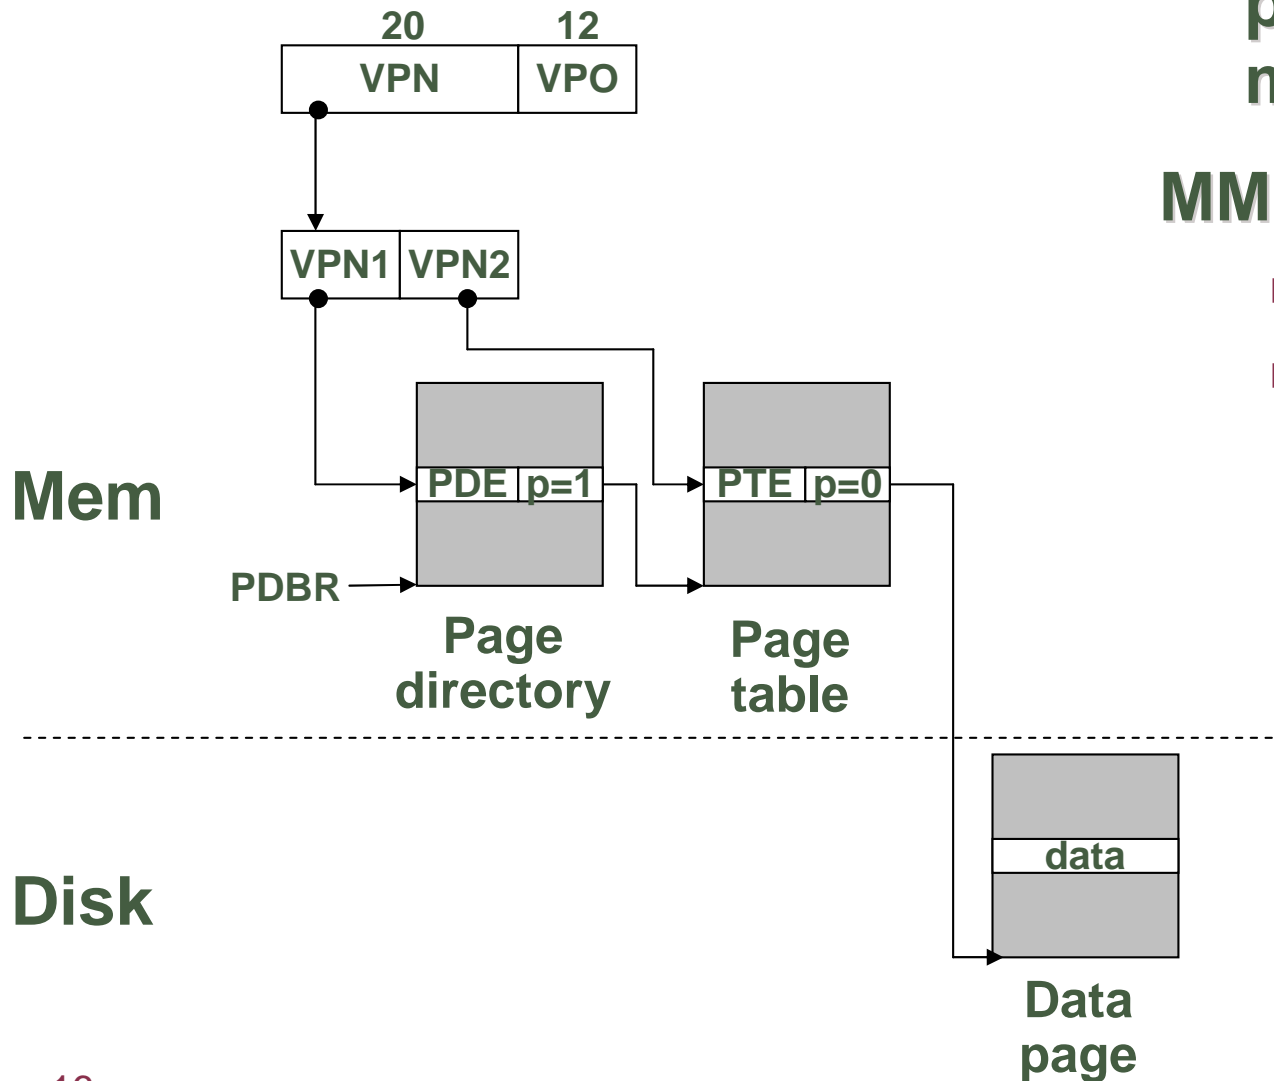 20 12
VPN VPO
MM
VPN1 VPN2
Mem
PDE p=1 PTE p=0
PDBR
Page directory
Page table
Disk
data
Data page